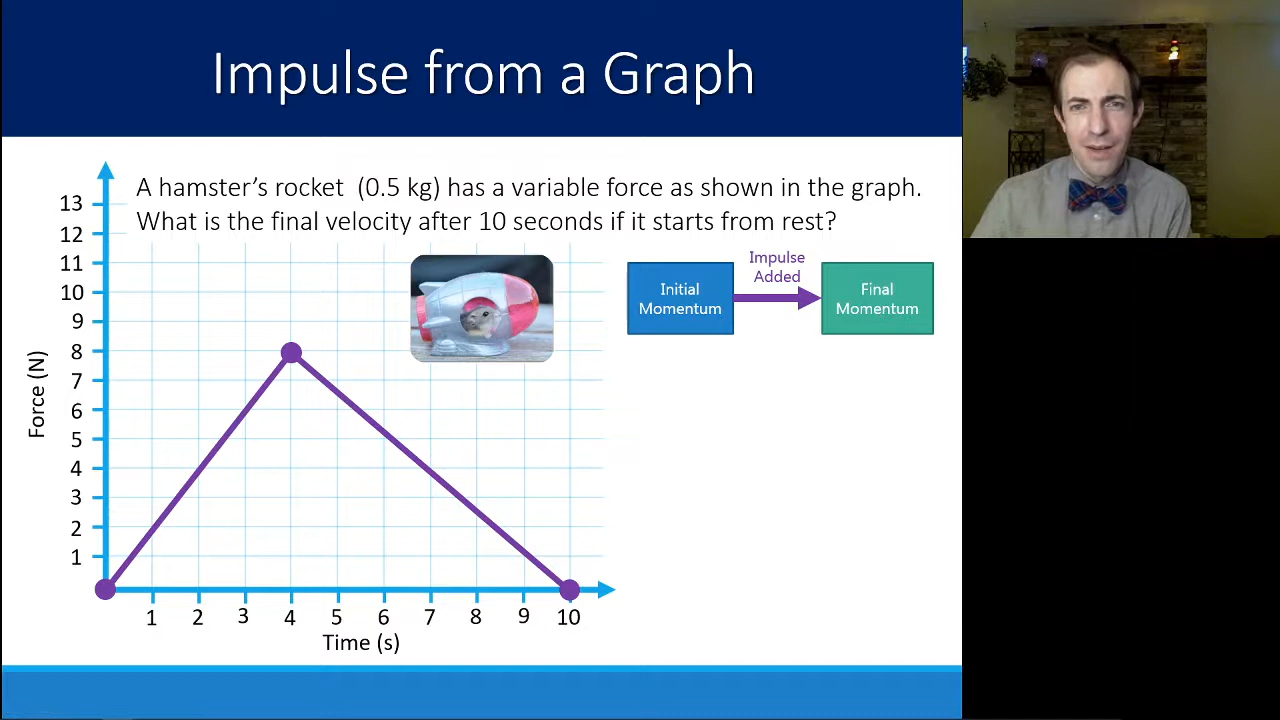 Impulse from a Graph
A hamster's rocket (0.5 kg) has a variable force as shown in the graph.
What is the final velocity after 10 seconds if it starts from rest?
Impulse
Added
Initial
Momentum
Final
Momentum
Force (N)
13
12
11
10
9
8
7
6
5
4
3
2
1
1 2 3 4 5 6 7 8 9 10
Time (s)